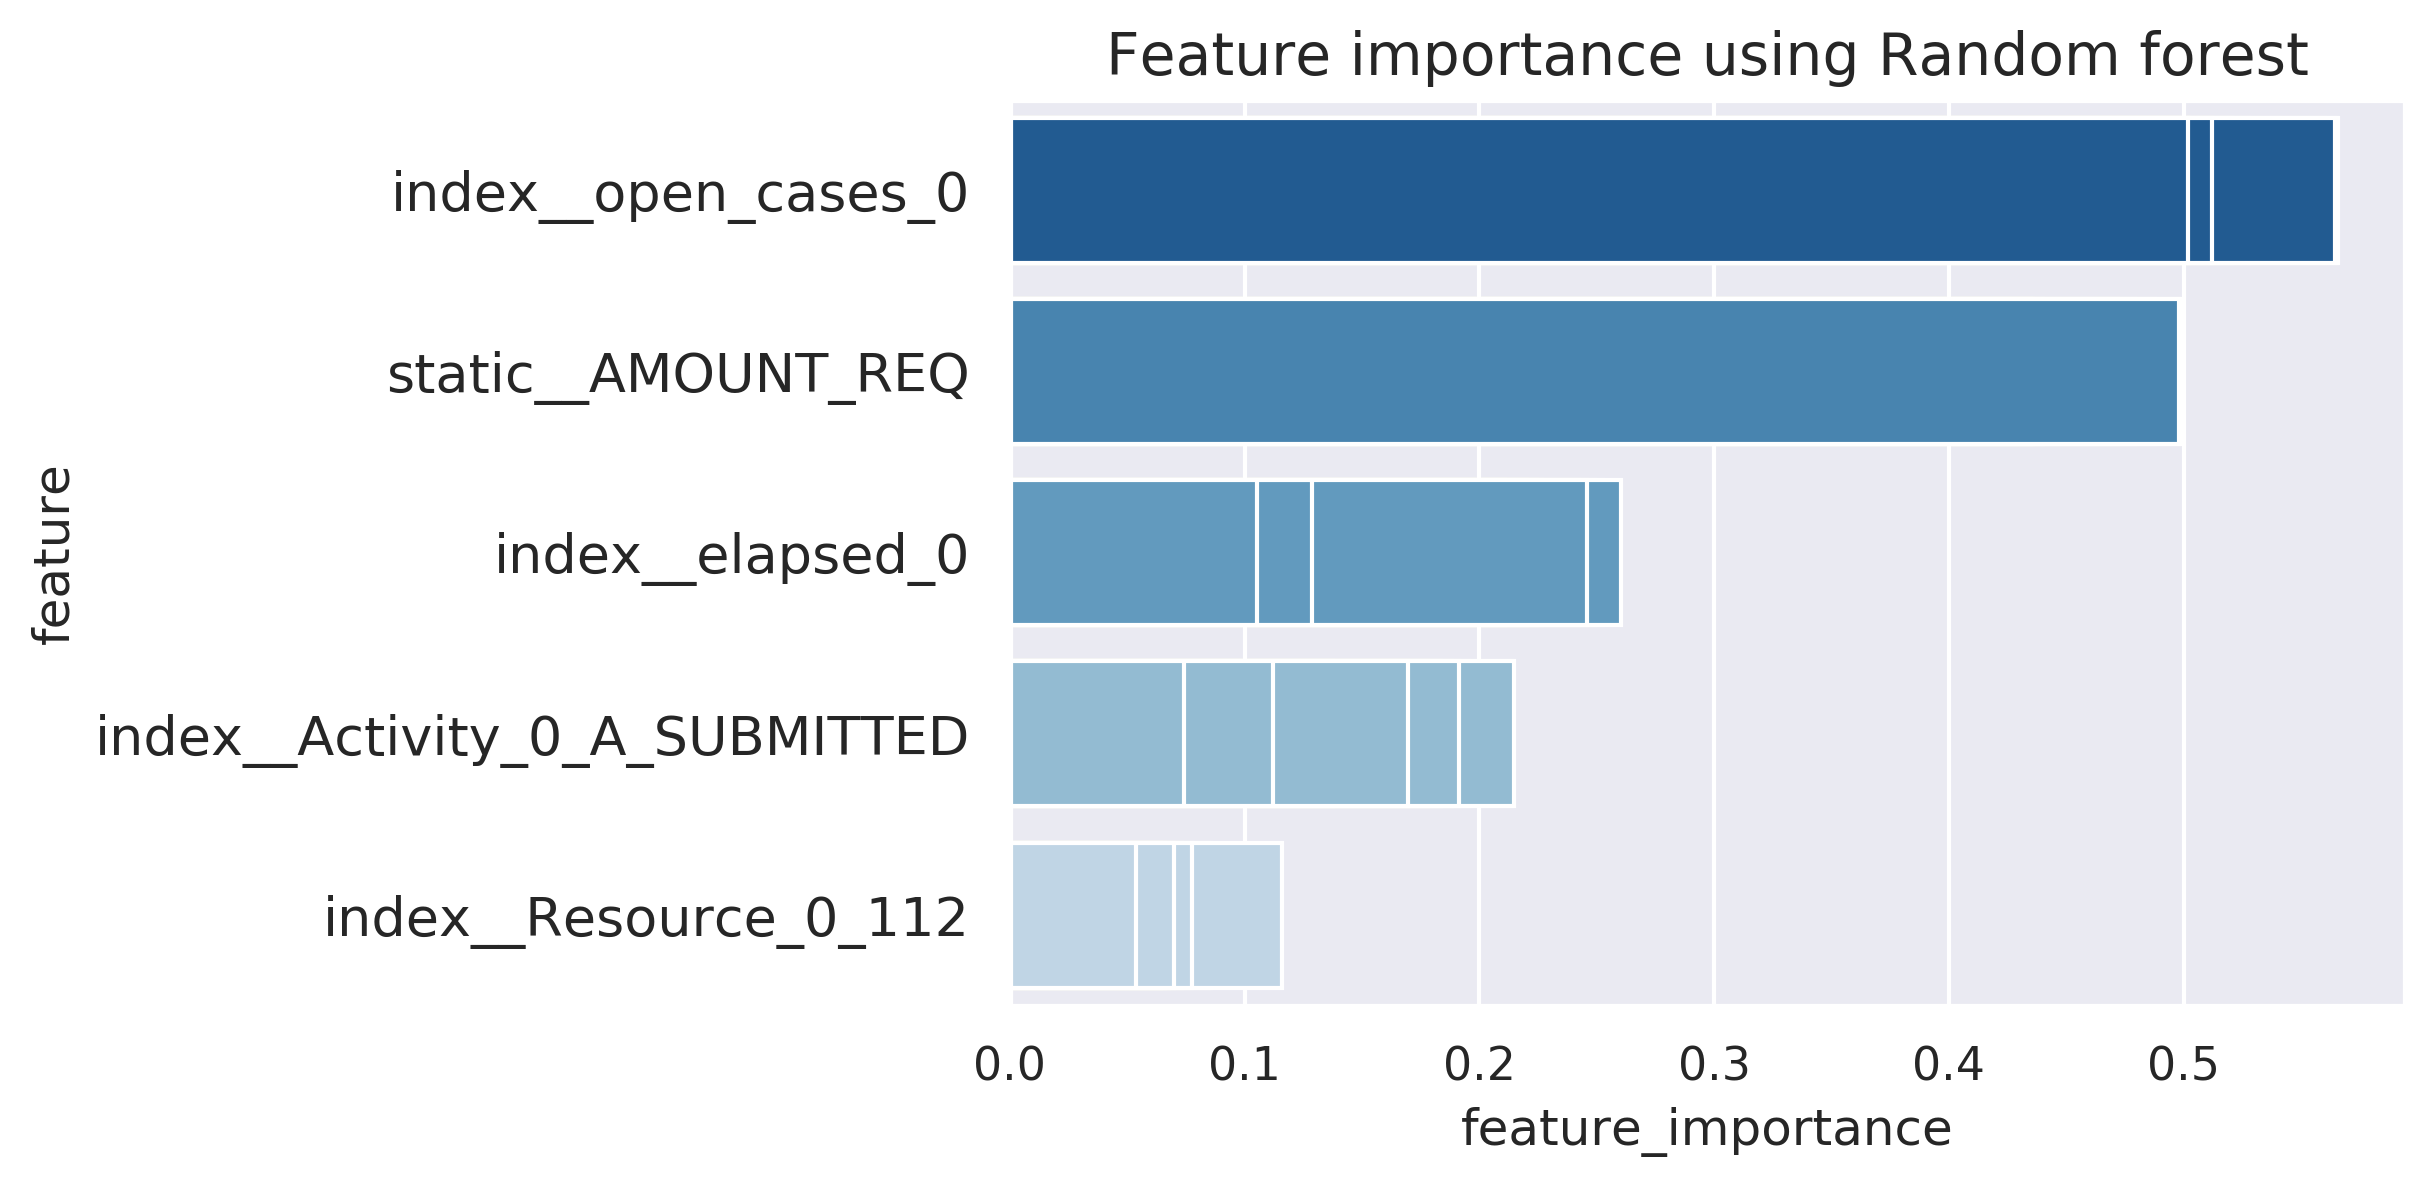 Feature importance using Random forest
feature
index__open_cases_0
static__AMOUNT_REQ
index__elapsed_0
index__Activity_0_A_SUBMITTED
index__Resource_0_112
0.0 0.1 0.2 0.3 0.4 0.5
feature_importance